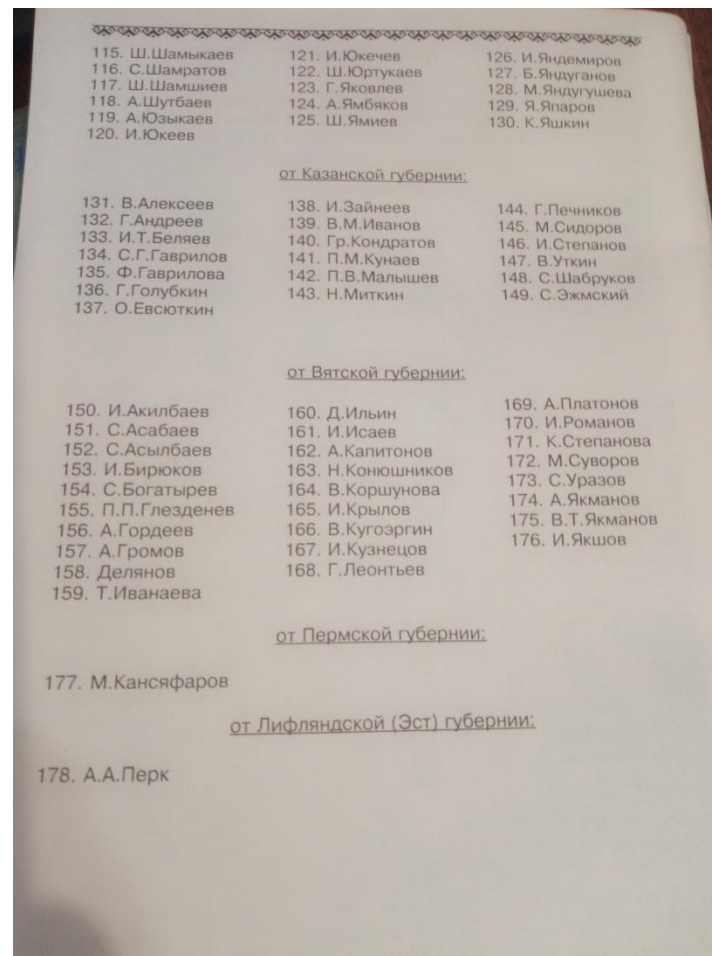 115. Ш.Шамыкаев
116. С.Шамратов
117. Ш.Шамшиев
118. А.Шутбаев
119. А.Юзыкаев
120. И.Юкеев
121. И.Юкечев
122. Ш.Юртукаев
123. Г.Яковлев
124. А.Ямбяков
125. Ш.Ямиев
126. И.Яндемиров
127. Б.Яндуганов
128. М.Яндугушева
129. Я.Япаров
130. К.Яшкин
от Казанской губернии:
131. В.Алексеев
132. Г.Андреев
133. И.Т.Беляев
134. С.Г.Гаврилов
135. Ф.Гаврилова
136. Г.Голубкин
137. О.Евсюткин
138. И.Зайнеев
139. В.М.Иванов
140. Гр.Кондратов
141. П.М.Кунаев
142. П.В.Малышев
143. Н.Миткин
144. Г.Печников
145. М.Сидоров
146. И.Степанов
147. В.Уткин
148. С.Шабруков
149. С.Эжмский
от Вятской губернии:
150. И.Акилбаев
151. С.Асабаев
152. С.Асылбаев
153. И.Бирюков
154. С.Богатырев
155. П.П.Глезденев
156. А.Гордеев
157. А.Громов
158. Делянов
159. Т.Иванаева
160. Д.Ильин
161. И.Исаев
162. А.Капитонов
163. Н.Конюшников
164. В.Коршунова
165. И.Крылов
166. В.Кугоэргин
167. И.Кузнецов
168. Г.Леонтьев
169. А.Платонов
170. И.Романов
171. К.Степанова
172. М.Суворов
173. С.Уразов
174. А.Якманов
175. В.Т.Якманов
176. И.Якшов
от Пермской губернии:
177. М.Кансяфаров
от Лифляндской (Эст) губернии:
178. А.А.Перк